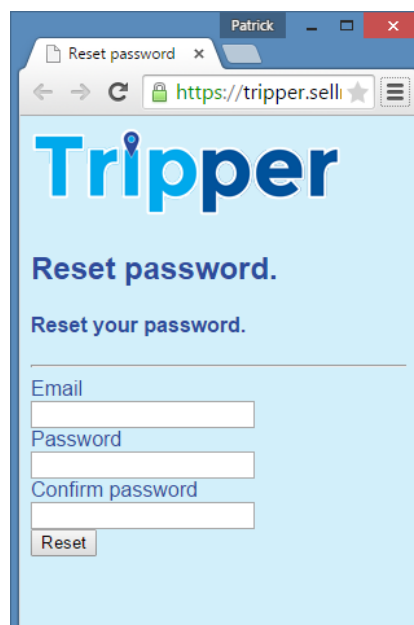 Patrick
Reset password
https://tripper.sell
Tripper
Reset password.
Reset your password.
Email
Password
Confirm password
Reset